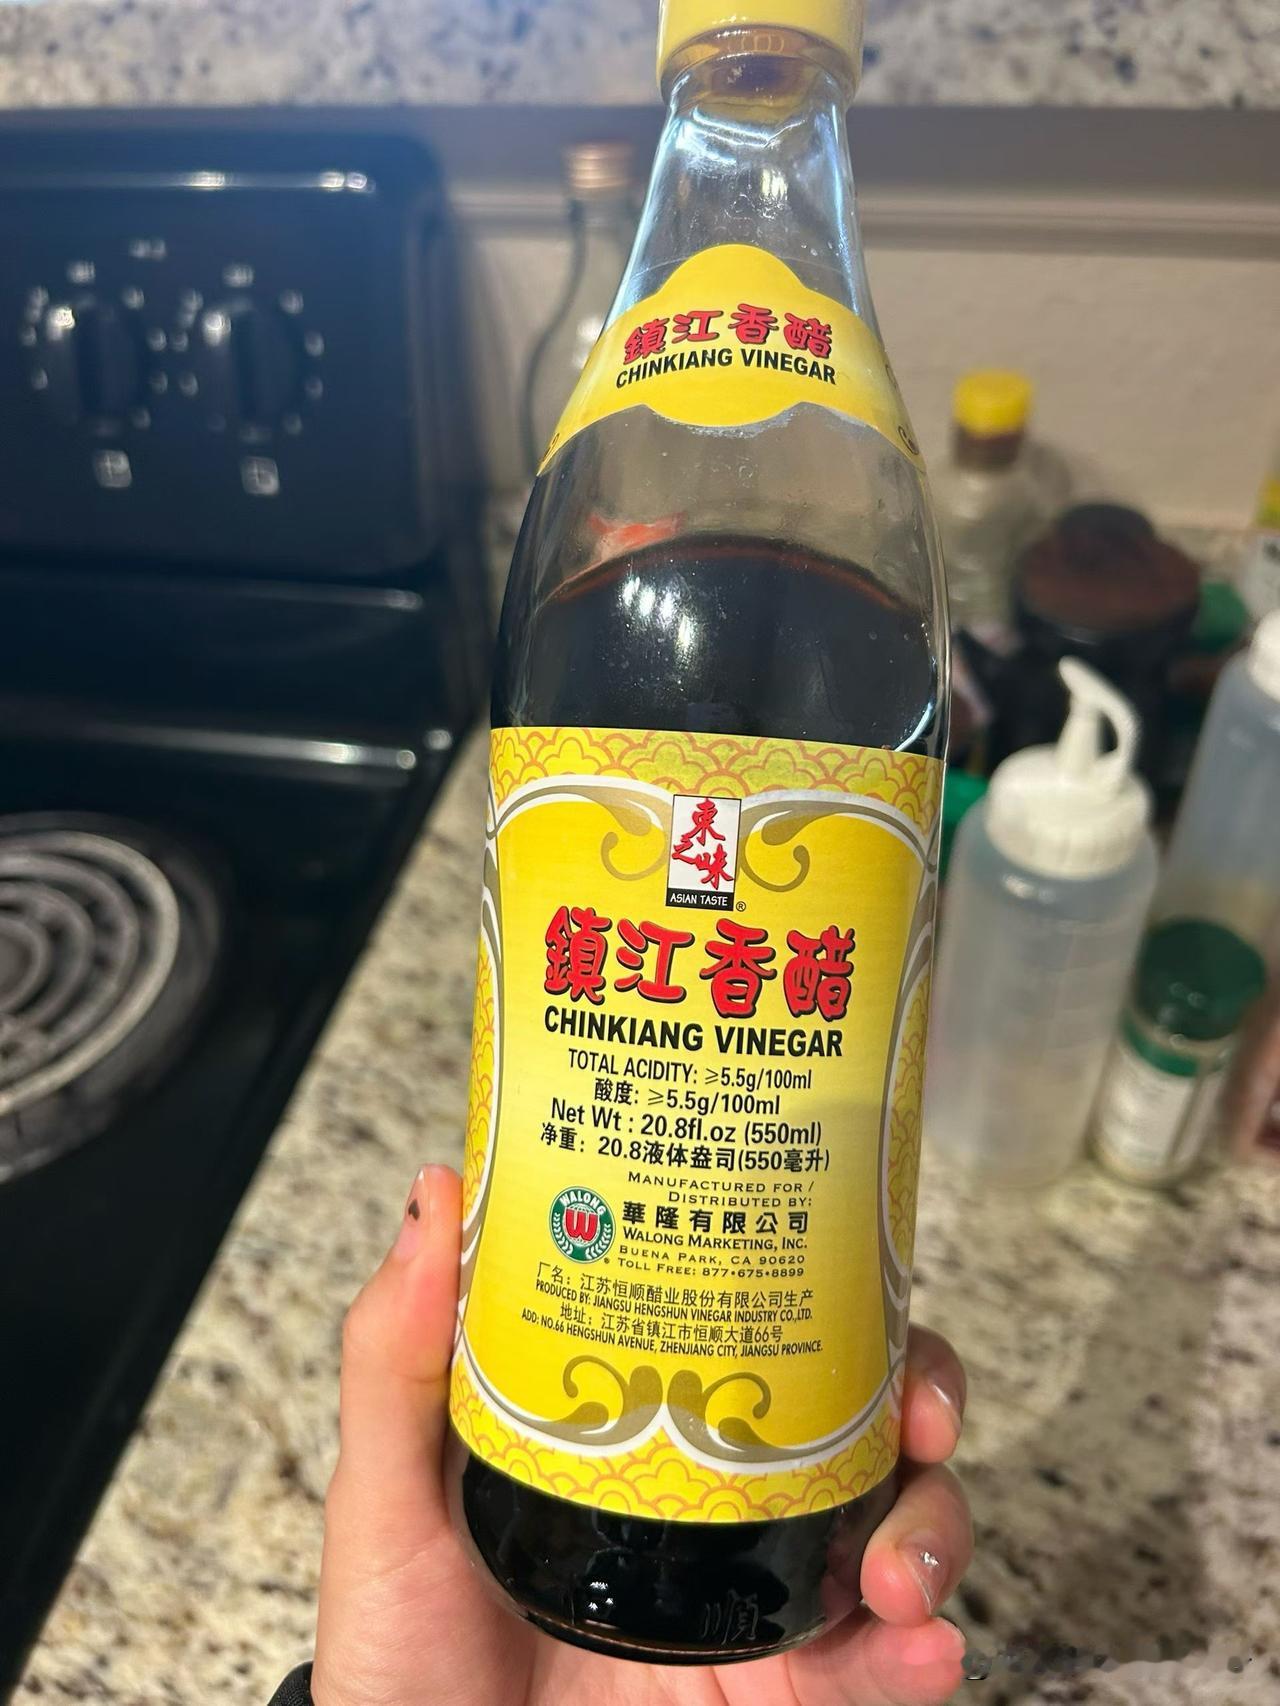 鎮江香醋
CHINKIANG VINEGAR
東之味
ASIAN TASTE ®
鎮江香醋
CHINKIANG VINEGAR
TOTAL ACIDITY: ≥5.5g/100ml
酸度: ≥5.5g/100ml
Net Wt : 20.8fl.oz (550ml)
净重: 20.8液体盎司(550毫升)
MANUFACTURED FOR /
DISTRIBUTED BY:
WALONG
W
®
華隆有限公司
WALONG MARKETING, INC.
BUENA PARK, CA 90620
TOLL FREE: 877•675•8899
厂名: 江苏恒顺醋业股份有限公司生产
PRODUCED BY: JIANGSU HENGSHUN VINEGAR INDUSTRY CO.,LTD.
地址: 江苏省镇江市恒顺大道66号
ADD: NO.66 HENGSHUN AVENUE, ZHENJIANG CITY, JIANGSU PROVINCE.
順